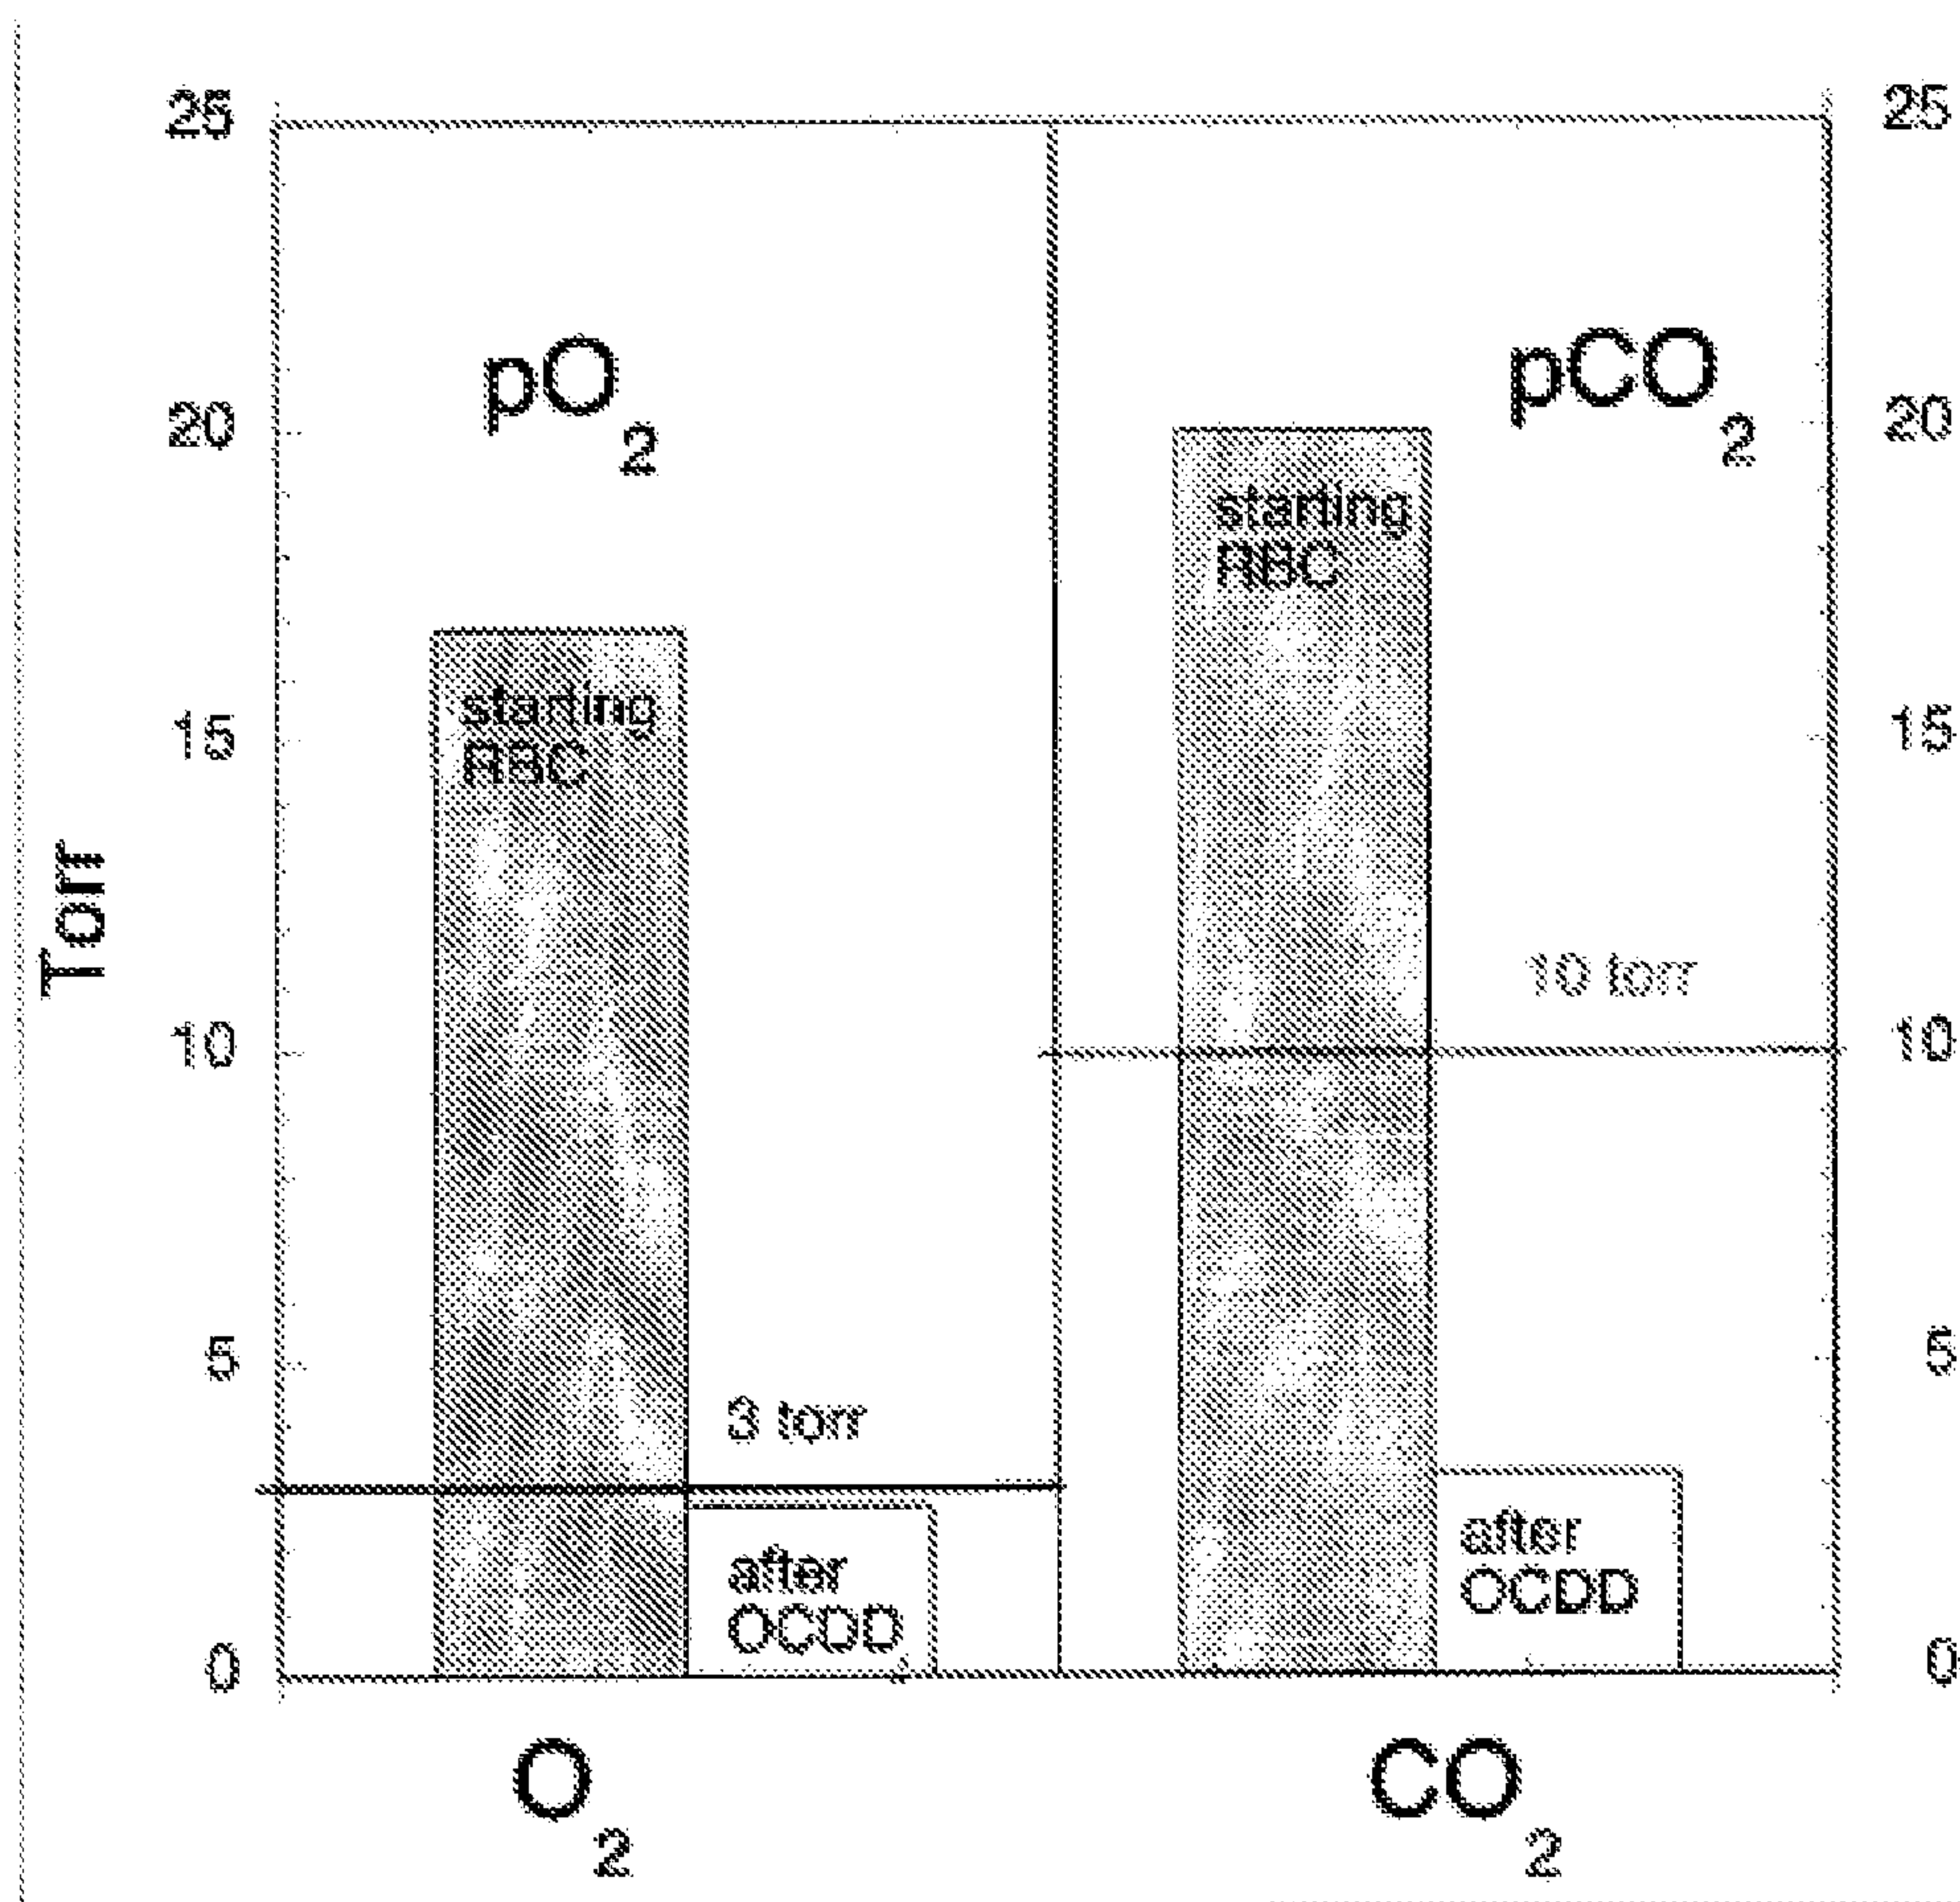 25
20
15
10
5
0
Torr
pO2
starting
RBC
3 torr
after
OCDD
O2
pCO2
starting
RBC
10 torr
after
OCDD
CO2
25
20
15
10
5
0